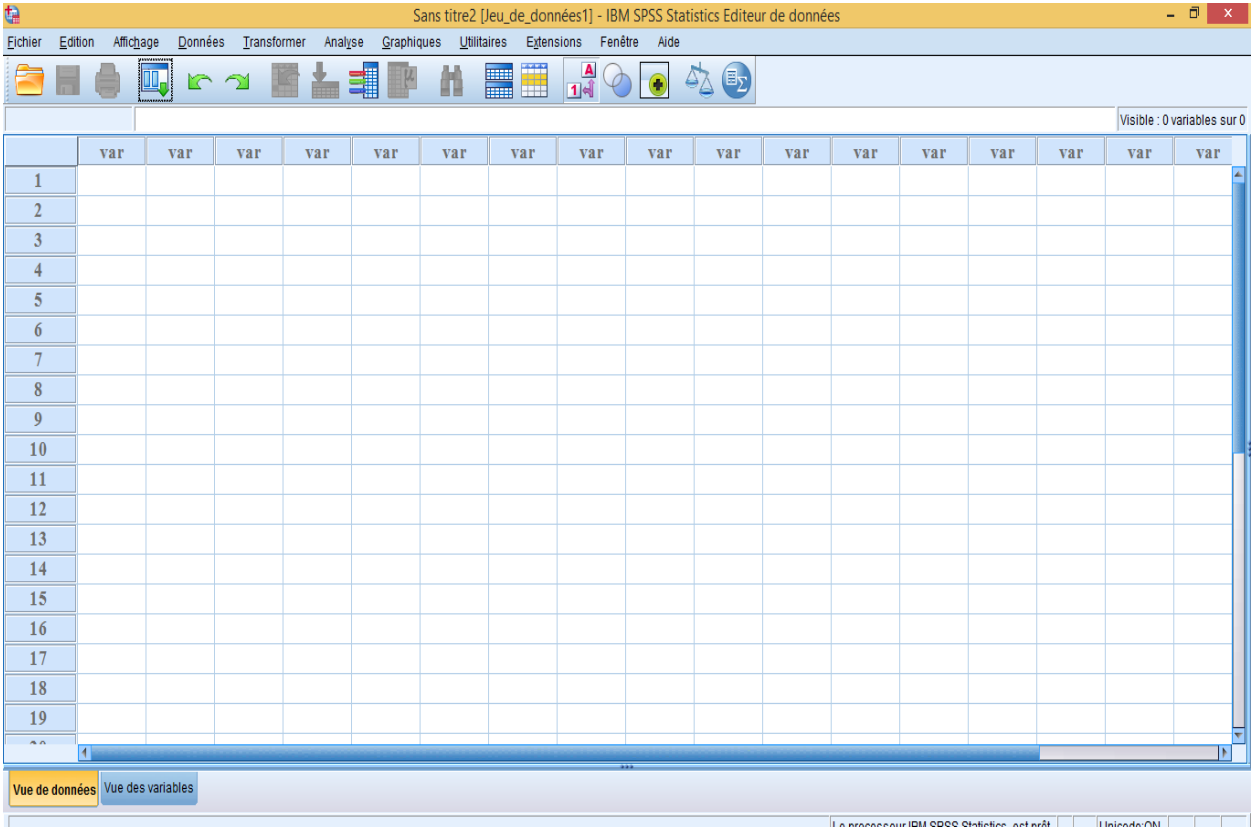 Sans titre2 [Jeu_de_données1] - IBM SPSS Statistics Editeur de données
Fichier Edition Affichage Données Transformer Analyse Graphiques Utilitaires Extensions Fenêtre Aide
A
1
Visible : 0 variables sur 0
var var var var var var var var var var var var var var var var var
1
2
3
4
5
6
7
8
9
10
11
12
13
14
15
16
17
18
19
Vue de données Vue des variables
Le processeur IBM SPSS Statistics est prêt Unicode:ON